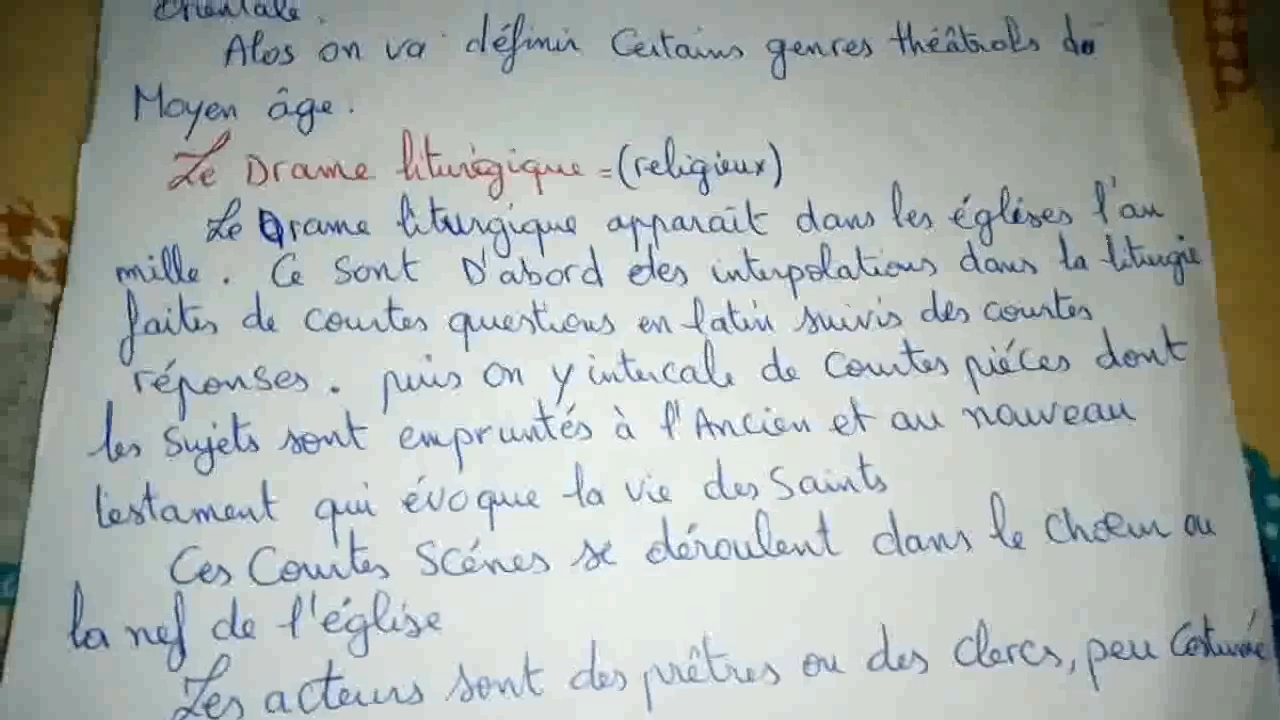 Orientale.
Alos on va définir Certains genres théâtrals du
Moyen âge.
Le Drame liturgique = (religieux)
Le Drame liturgique apparaît dans les églises l'an
mille. Ce sont D'abord des interpolations dans la liturgie
faites de courtes questions en latin suivis des courtes
réponses. puis on y intercale de courtes piéces dont
les sujets sont empruntés à l'Ancien et au nouveau
testament qui évoque la vie des Saints
Ces Courtes Scénes se déroulent dans le chœur ou
la nef de l'église
Les acteurs sont des prêtres ou des clercs, peu Costumé